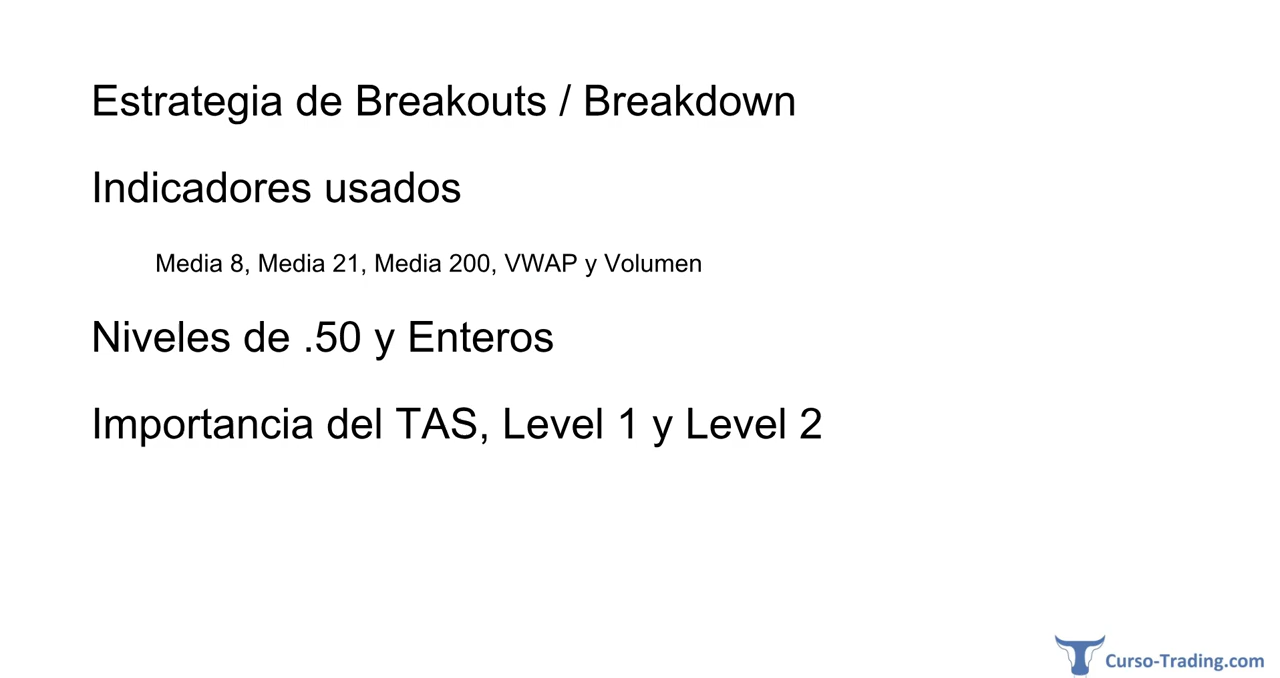 Estrategia de Breakouts / Breakdown
Indicadores usados
Media 8, Media 21, Media 200, VWAP y Volumen
Niveles de .50 y Enteros
Importancia del TAS, Level 1 y Level 2
Curso-Trading.com